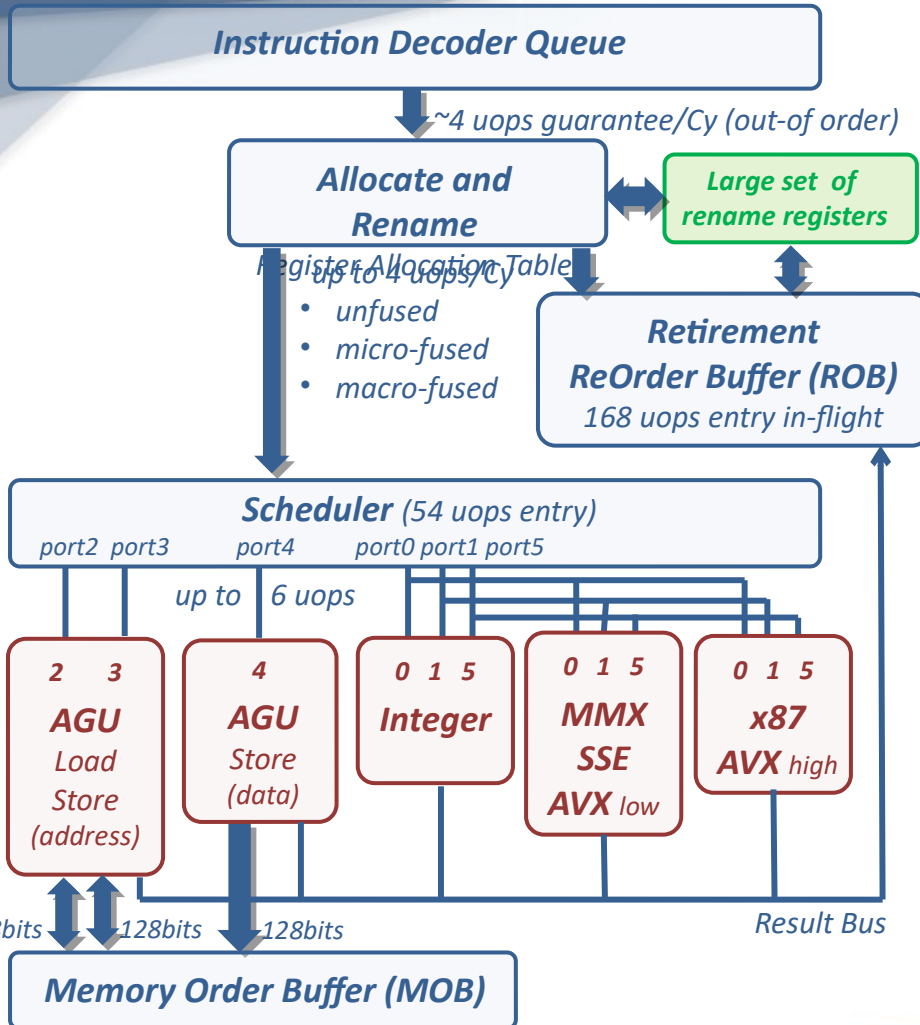 Instruction Decoder Queue
~4 uops guarantee/Cy (out-of order)
Allocate and
Rename
Register Allocation Table
Large set of
rename registers
up to 4 uops/Cy
• unfused
• micro-fused
• macro-fused
Retirement
ReOrder Buffer (ROB)
168 uops entry in-flight
Scheduler (54 uops entry)
port2 port3 port4 port0 port1 port5
up to 6 uops
2 3
AGU
Load
Store
(address)
4
AGU
Store
(data)
0 1 5
Integer
0 1 5
MMX
SSE
AVX low
0 1 5
x87
AVX high
bits
128bits
128bits
Result Bus
Memory Order Buffer (MOB)